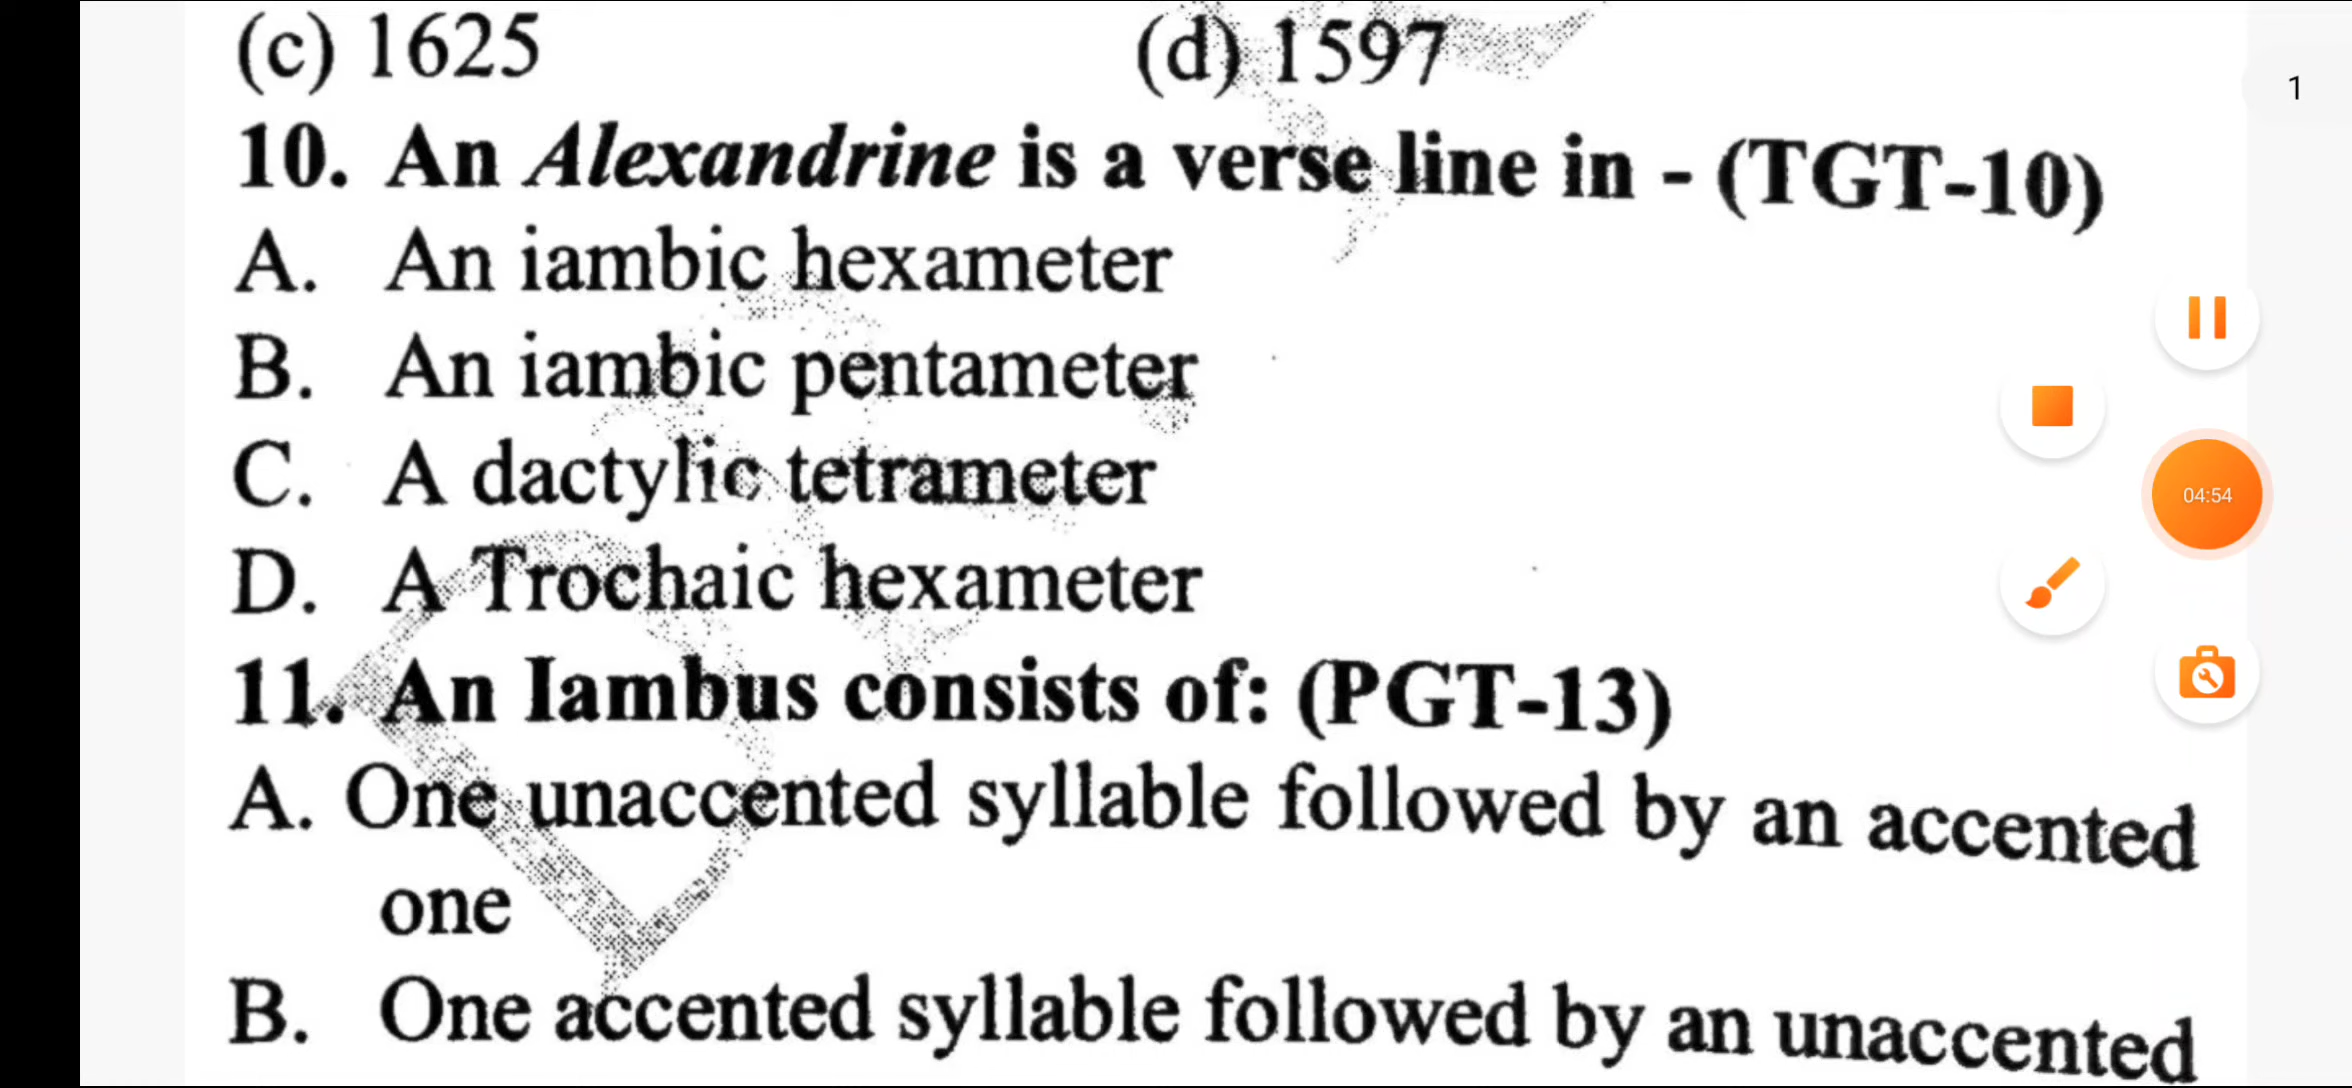 (c) 1625 (d) 1597
1
10. An Alexandrine is a verse line in - (TGT-10)
A. An iambic hexameter
B. An iambic pentameter
C. A dactylic tetrameter
D. A Trochaic hexameter
04:54
11. An Iambus consists of: (PGT-13)
A. One unaccented syllable followed by an accented
one
B. One accented syllable followed by an unaccented